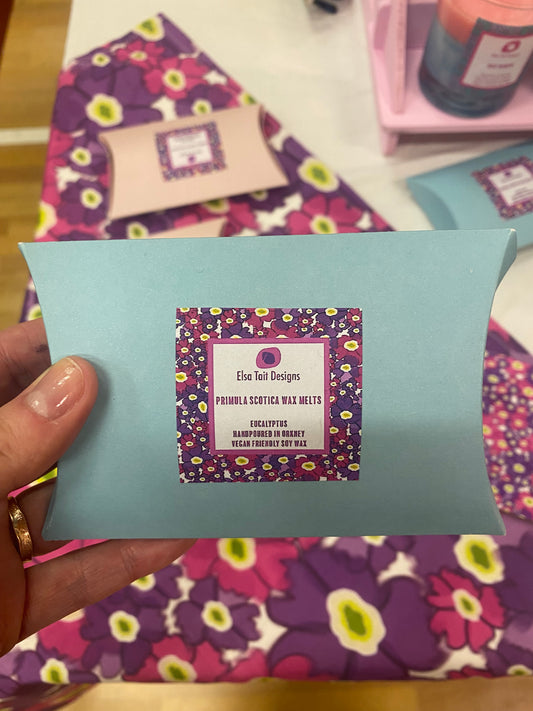 Elsa Tait Designs
PRIMULA SCOTICA WAX MELTS
EUCALYPTUS
HANDPOURED IN ORKNEY
VEGAN FRIENDLY SOY WAX